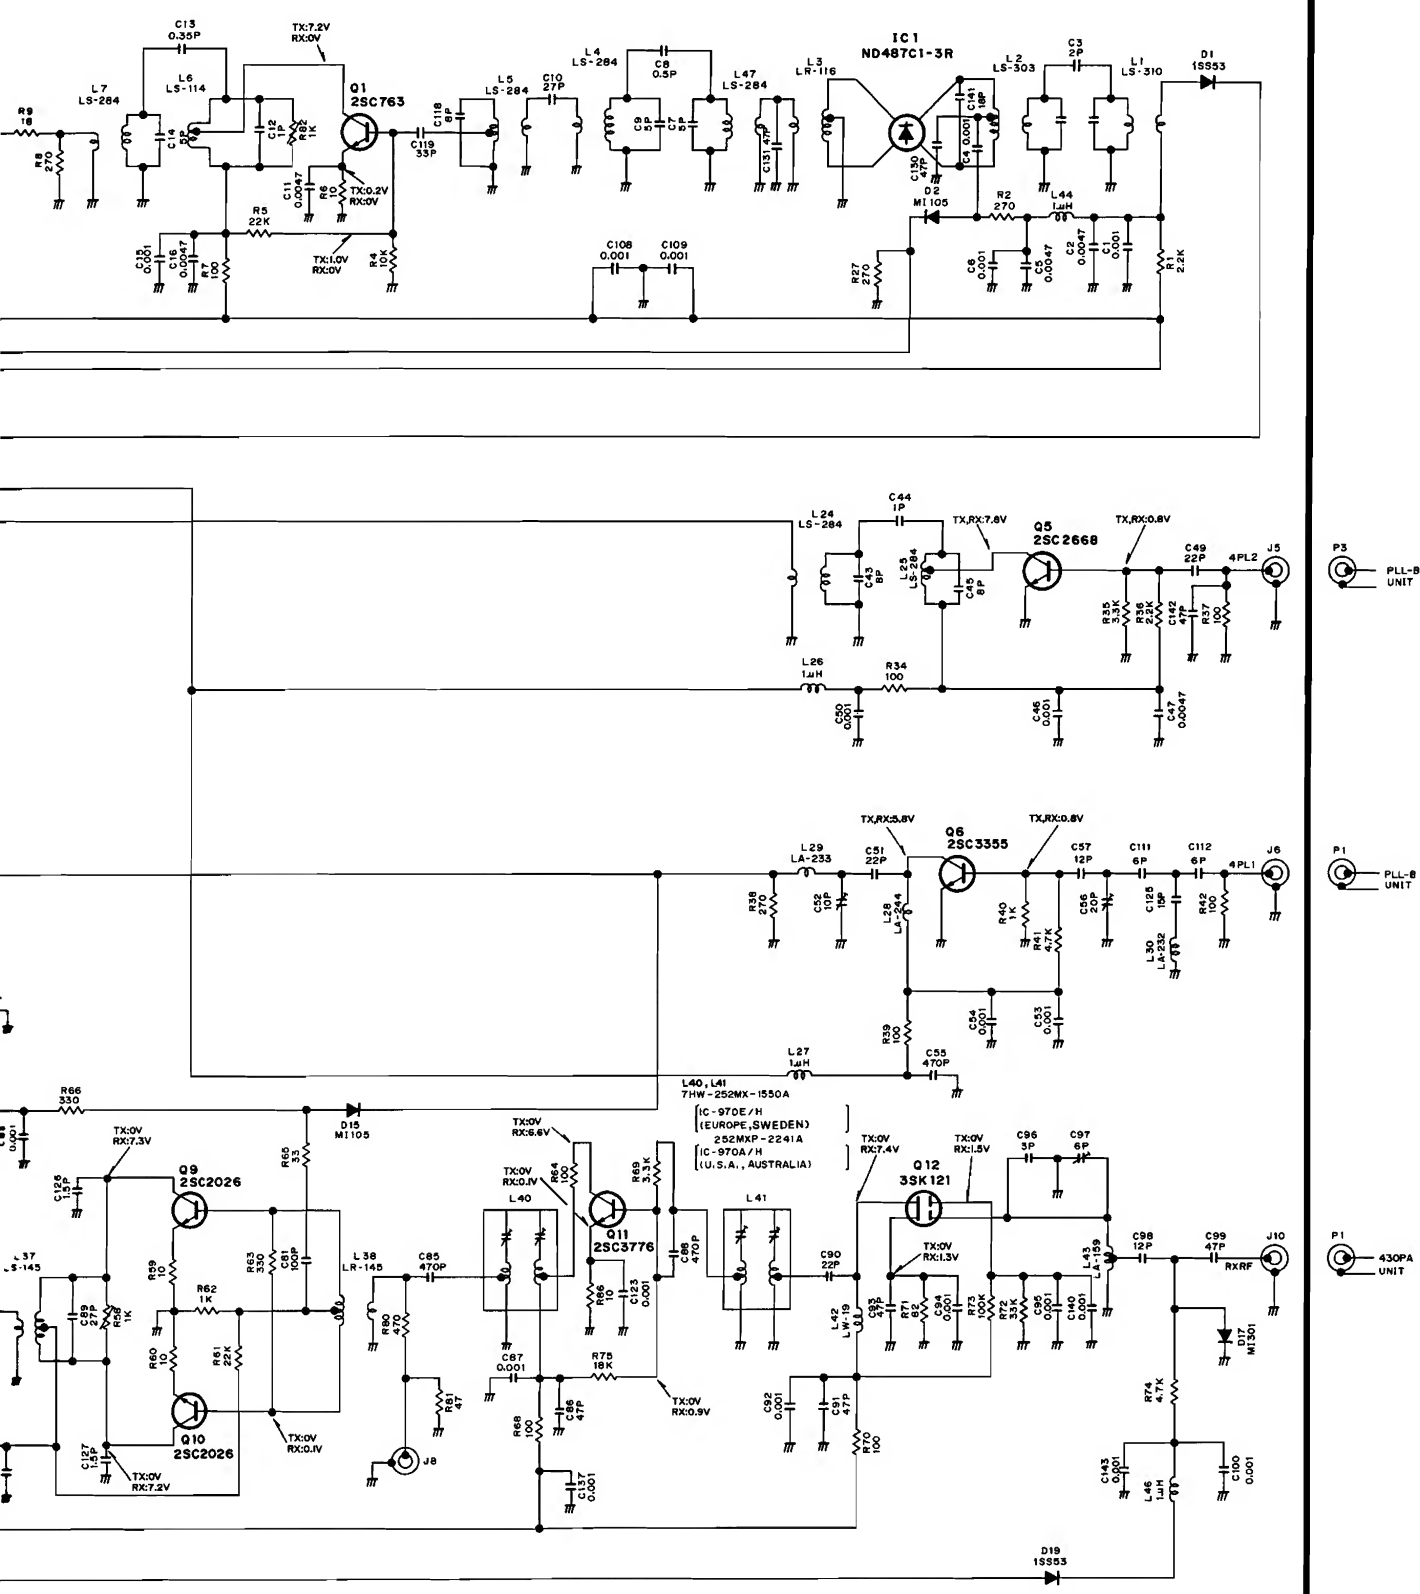 C13
0.35P
TX:7.2V
RX:0V
L7
LS-284
L6
LS-114
R9
18
R8
270
C14
5P
C12
1P
R82
1K
Q1
2SC763
C11
0.0047
R6
10
TX:0.2V
RX:0V
R5
22K
TX:1.0V
RX:0V
R4
10K
C15
0.001
C16
0.0047
R7
100
C119
33P
C118
8P
L5
LS-284
C10
27P
L4
LS-284
C8
0.5P
C9
5P
C7
5P
L47
LS-284
C131 47P
L3
LR-116
IC1
ND487C1-3R
C141
18P
C130
47P
C4 0.001
L2
LS-303
C3
2P
L1
LS-310
D1
1SS53
D2
MI105
R2
270
L44
1μH
R27
270
C6
0.001
C5
0.0047
C2
0.0047
C1
0.001
R1
2.2K
C108
0.001
C109
0.001
L24
LS-284
C44
1P
C43
8P
L25
LS-284
C45
8P
TX,RX:7.8V
Q5
2SC2668
TX,RX:0.8V
C49
22P
4PL2
J5
P3
PLL-B
UNIT
R35
3.3K
R36
2.2K
C142
47P
R37
100
L26
1μH
R34
100
C50
0.001
C46
0.001
C47
0.0047
TX,RX:5.8V
Q6
2SC3355
TX,RX:0.8V
L29
LA-233
C51
22P
R38
270
C52
10P
L28
LA-244
R40
1K
R41
4.7K
C57
12P
C56
20P
C111
6P
C112
6P
C125
15P
R42
100
4PL1
J6
P1
PLL-B
UNIT
L30
LA-232
C54
0.001
C53
0.001
R39
100
L27
1μH
C55
470P
L40, L41
7HW-252MX-1550A
IC-970E/H
(EUROPE,SWEDEN)
252MXP-2241A
IC-970A/H
(U.S.A., AUSTRALIA)
R66
330
0.001
D15
MI105
TX:0V
RX:7.3V
R65
33
C126
1.5P
Q9
2SC2026
R59
10
R63
330
C81
100P
L38
LR-145
L37
LS-145
C89
27P
R58
1K
R62
1K
R60
10
R61
22K
Q10
2SC2026
C127
1.5P
TX:0V
RX:7.2V
TX:0V
RX:0.1V
C85
470P
R80
470
R81
47
J8
TX:0V
RX:6.6V
TX:0V
RX:0.1V
R64
100
L40
Q11
2SC3776
R69
3.3K
C88
470P
R86
10
C123
0.001
C87
0.001
R75
18K
C86
47P
R68
100
TX:0V
RX:0.9V
C137
0.001
L41
C90
22P
TX:0V
RX:7.4V
Q12
3SK121
TX:0V
RX:1.5V
TX:0V
RX:1.3V
L42
LW-19
C93
47P
R71
82
C94
0.001
R73
100K
R72
33K
C95
0.001
C140
0.001
C96
3P
C97
6P
L43
LA-159
C98
12P
C99
47P
RXRF
J10
P1
430PA
UNIT
C92
0.001
C91
47P
R70
100
D17
MI301
R74
4.7K
C143
0.001
L46
1μH
C100
0.001
D19
1SS53